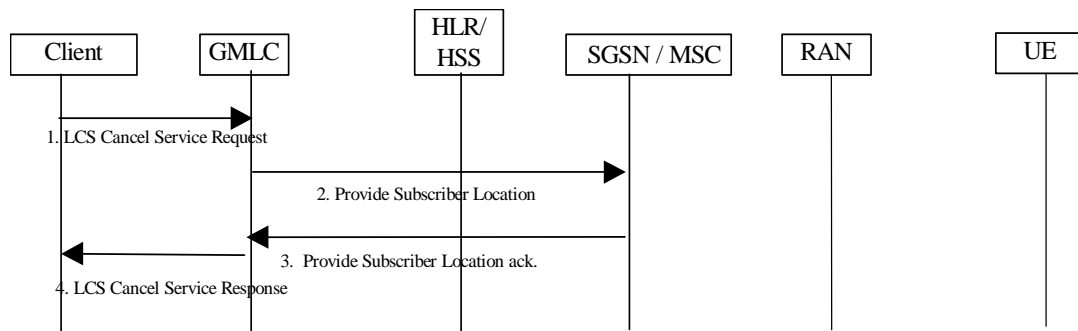 Client
GMLC
HLR/
HSS
SGSN / MSC
RAN
UE
1. LCS Cancel Service Request
2. Provide Subscriber Location
3. Provide Subscriber Location ack.
4. LCS Cancel Service Response